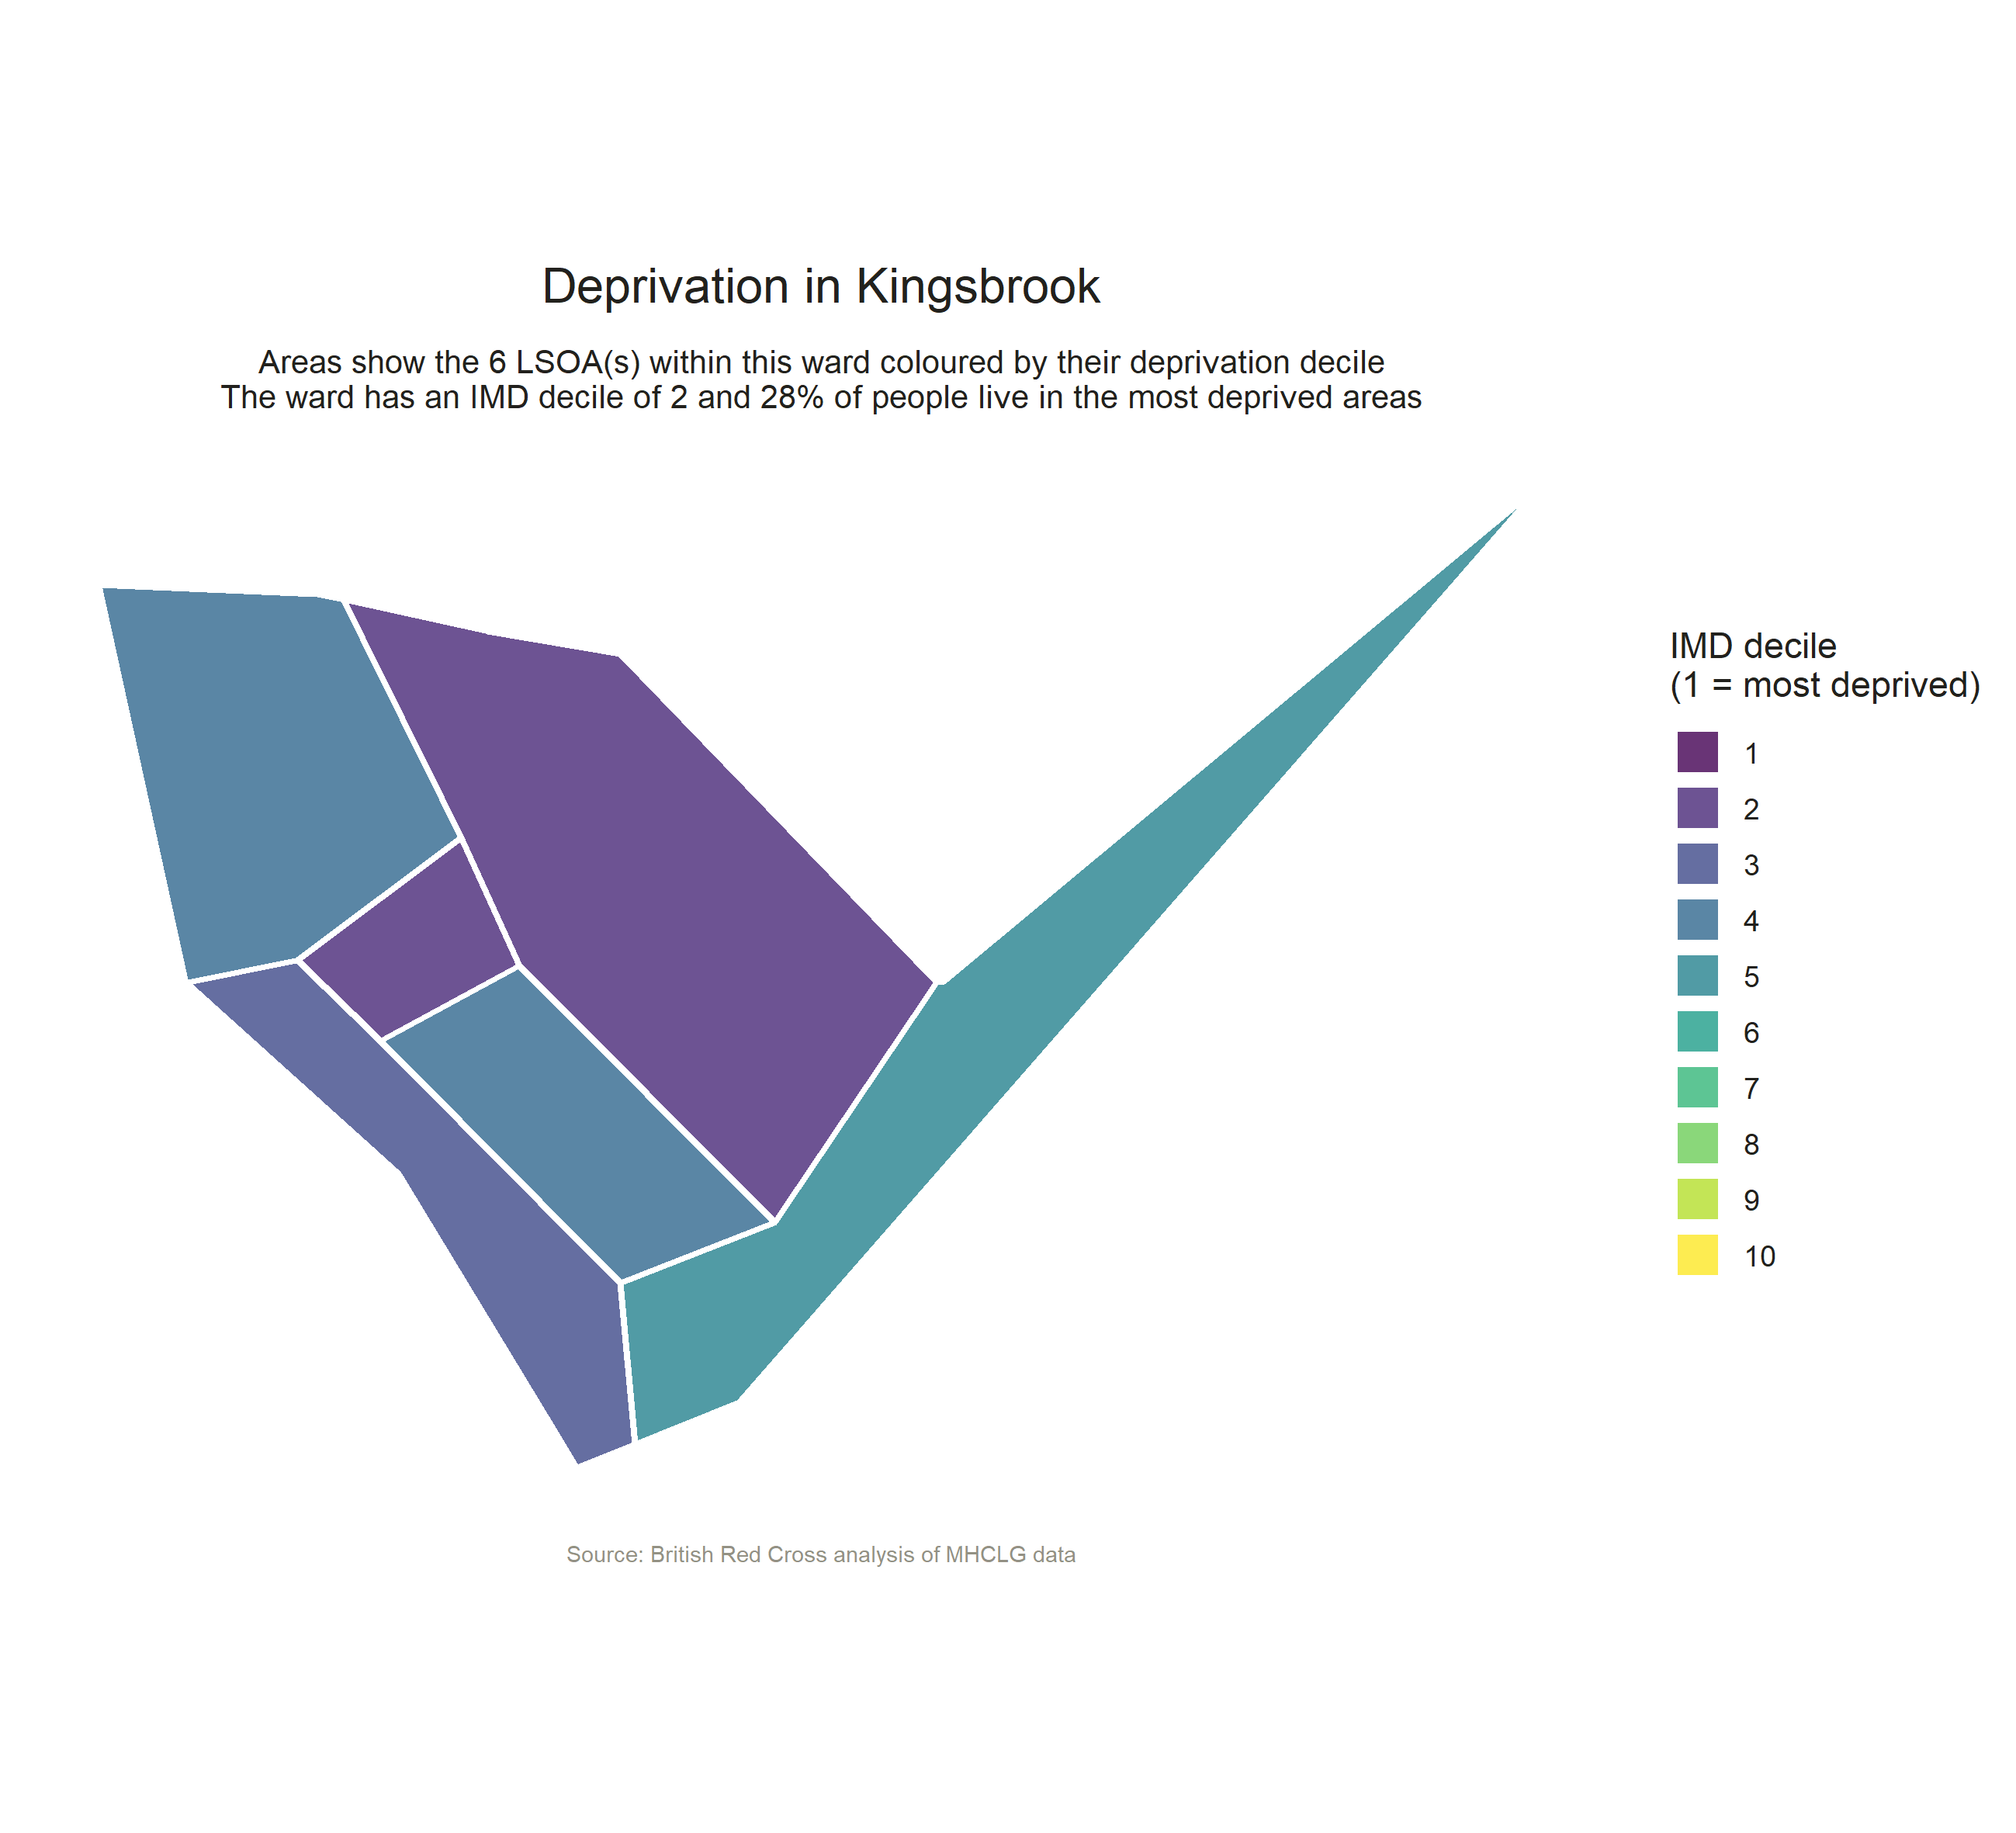 Deprivation in Kingsbrook
Areas show the 6 LSOA(s) within this ward coloured by their deprivation decile
The ward has an IMD decile of 2 and 28% of people live in the most deprived areas
IMD decile
(1 = most deprived)
1
2
3
4
5
6
7
8
9
10
Source: British Red Cross analysis of MHCLG data